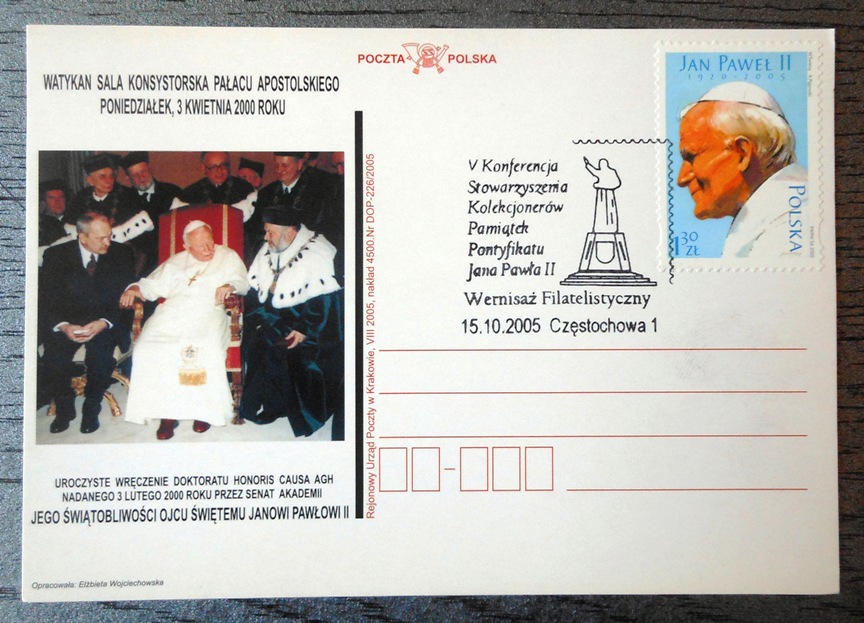 WATYKAN SALA KONSYSTORSKA PAŁACU APOSTOLSKIEGO
PONIEDZIAŁEK, 3 KWIETNIA 2000 ROKU
UROCZYSTE WRĘCZENIE DOKTORATU HONORIS CAUSA AGH
NADANEGO 3 LUTEGO 2000 ROKU PRZEZ SENAT AKADEMII
JEGO ŚWIĄTOBLIWOŚCI OJCU ŚWIĘTEMU JANOWI PAWŁOWI II
Opracowała: Elżbieta Wojciechowska
Rejonowy Urząd Poczty w Krakowie, VIII 2005, nakład 4500.Nr DOP-226/2005
POCZTA POLSKA
V Konferencja
Stowarzyszenia
Kolekcjonerów
Pamiątek
Pontyfikatu
Jana Pawła II
Wernisaż Filatelistyczny
15.10.2005 Częstochowa 1
JAN PAWEŁ II
1920-2005
POLSKA
1 30
ZŁ